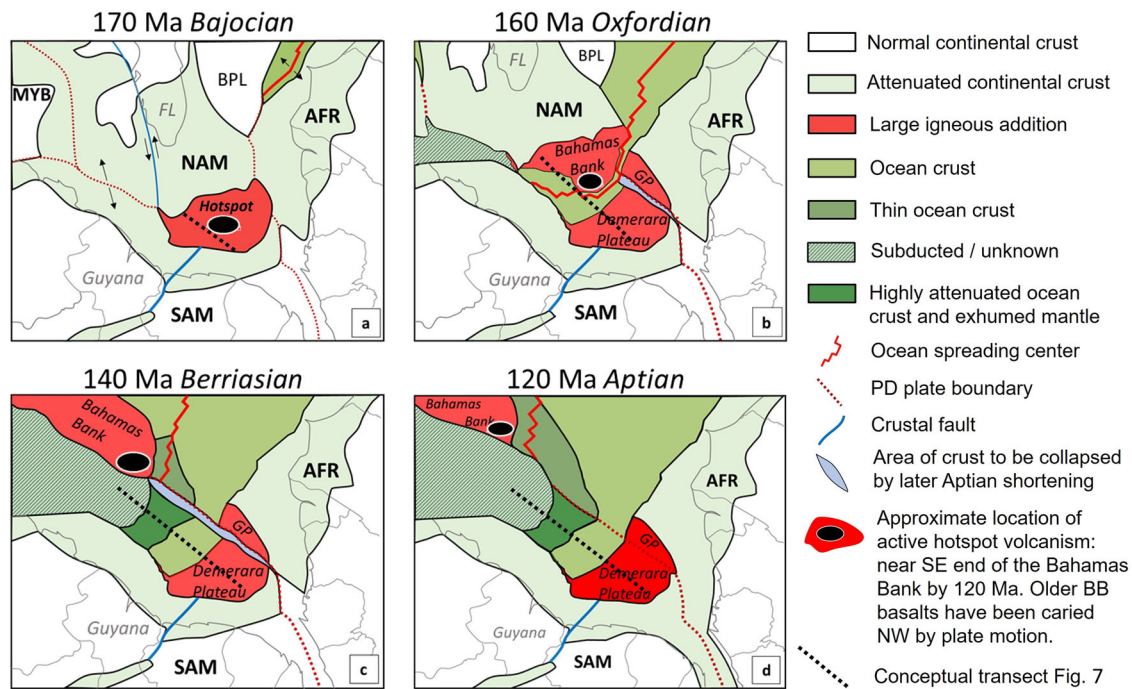 170 Ma Bajocian
MYB
FL
BPL
AFR
NAM
Hotspot
Guyana
SAM
a
160 Ma Oxfordian
FL
BPL
NAM
AFR
Bahamas
Bank
GP
Demerara
Plateau
Guyana
SAM
b
140 Ma Berriasian
Bahamas
Bank
AFR
GP
Demerara
Plateau
Guyana
SAM
c
120 Ma Aptian
Bahamas
Bank
AFR
GP
Demerara
Plateau
Guyana
SAM
d
Normal continental crust
Attenuated continental crust
Large igneous addition
Ocean crust
Thin ocean crust
Subducted / unknown
Highly attenuated ocean
crust and exhumed mantle
Ocean spreading center
PD plate boundary
Crustal fault
Area of crust to be collapsed
by later Aptian shortening
Approximate location of
active hotspot volcanism:
near SE end of the Bahamas
Bank by 120 Ma. Older BB
basalts have been caried
NW by plate motion.
Conceptual transect Fig. 7